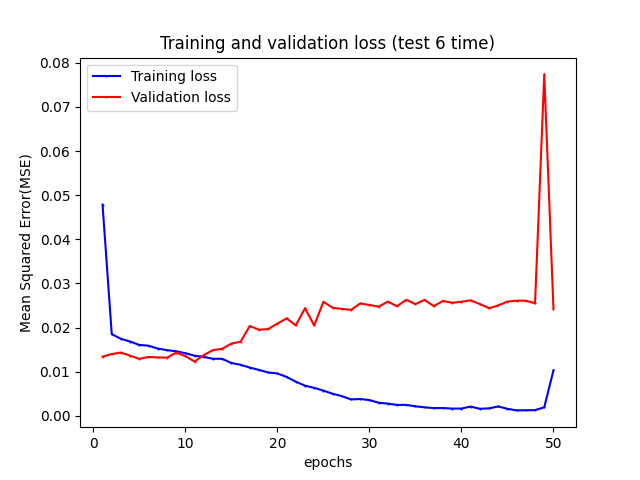 Training and validation loss (test 6 time)
Training loss
Validation loss
Mean Squared Error(MSE)
0.08
0.07
0.06
0.05
0.04
0.03
0.02
0.01
0.00
0 10 20 30 40 50
epochs